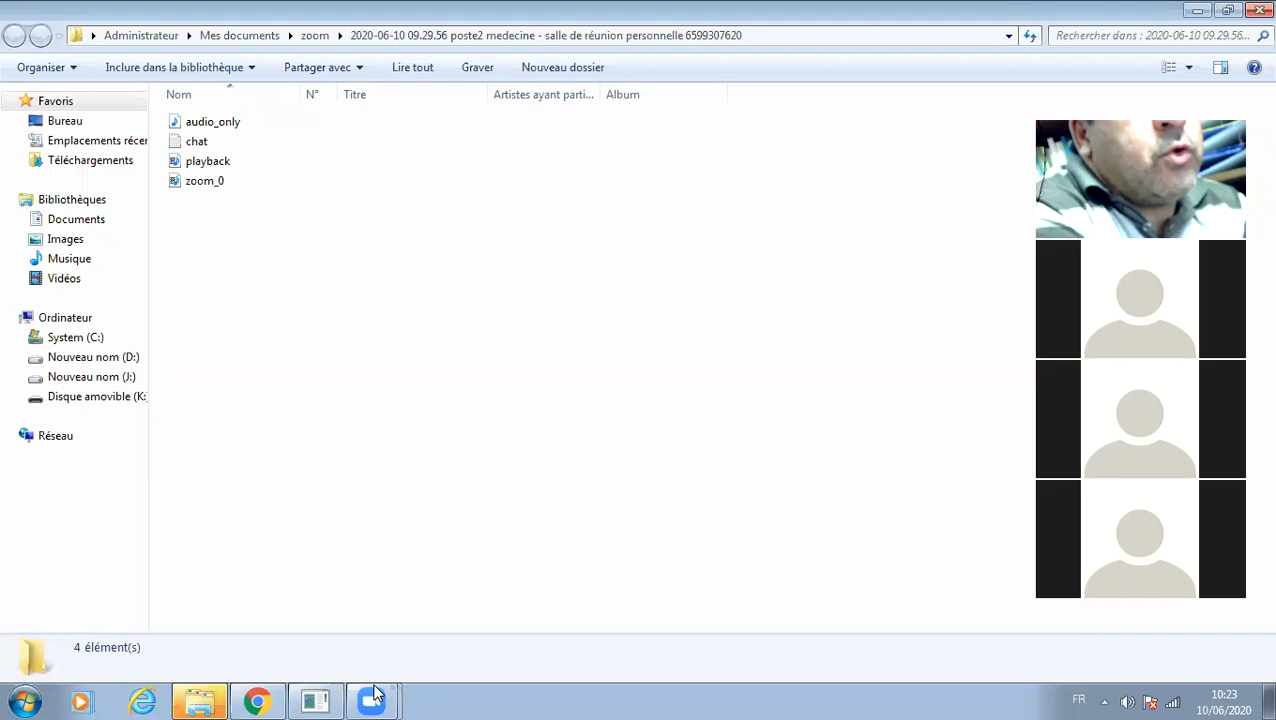 Administrateur Mes documents zoom 2020-06-10 09.29.56 poste2 medecine - salle de réunion personnelle 6599307620 Rechercher dans : 2020-06-10 09.29.56...
Organiser Inclure dans la bibliothèque Partager avec Lire tout Graver Nouveau dossier
Nom N° Titre Artistes ayant parti... Album
Favoris
Bureau
Emplacements récer
Téléchargements
Bibliothèques
Documents
Images
Musique
Vidéos
Ordinateur
System (C:)
Nouveau nom (D:)
Nouveau nom (J:)
Disque amovible (K:
Réseau
audio_only
chat
playback
zoom_0
4 élément(s)
FR
10:23
10/06/2020